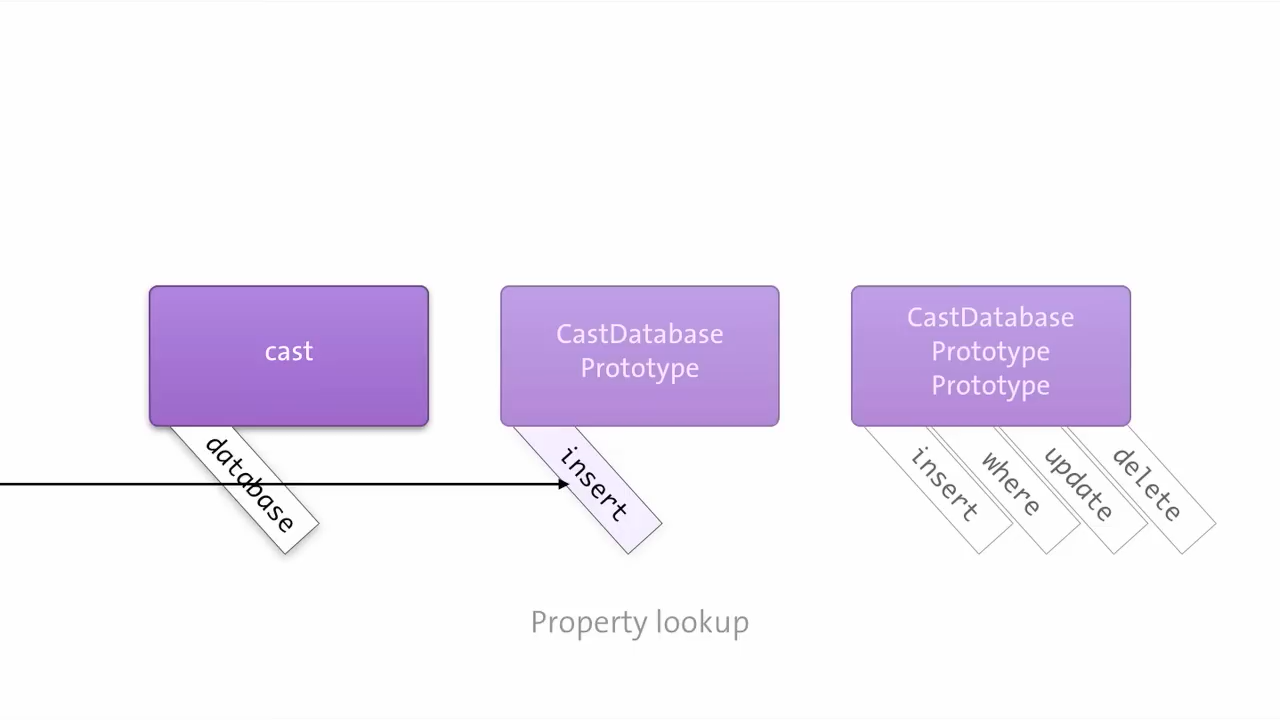 cast
CastDatabase
Prototype
CastDatabase
Prototype
Prototype
database
insert
insert
where
update
delete
Property lookup